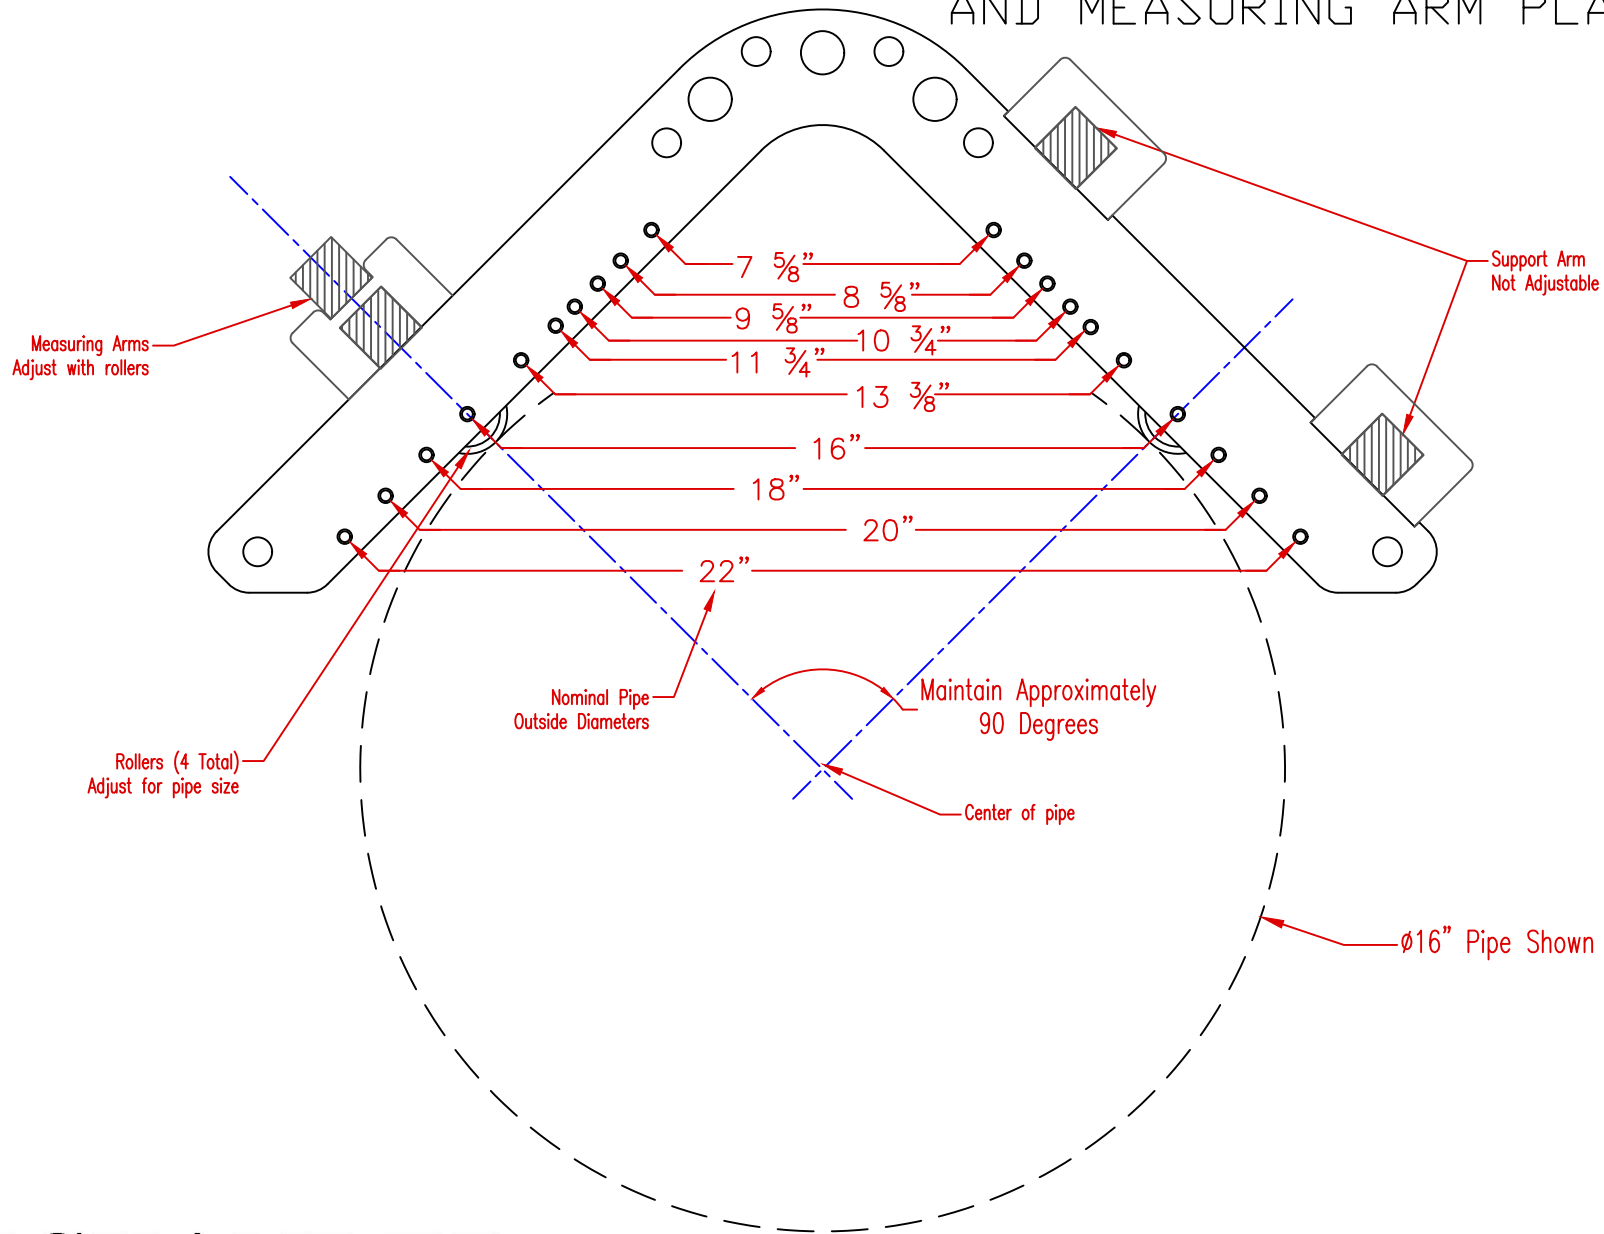 AND MEASURING ARM
7 ⅝”
8 ⅝”
Support Arm
Not Adjustable
9 ⅝”
10 ¾”
Measuring Arms
Adjust with rollers
11 ¾”
13 ⅜”
16”
18”
20”
22”
Nominal Pipe
Outside Diameters
Maintain Approximately
90 Degrees
Rollers (4 Total)
Adjust for pipe size
Center of pipe
ø16” Pipe Shown